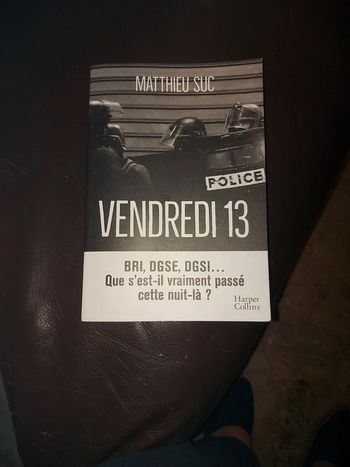 MATTHIEU SUC
POLICE
VENDREDI 13
BRI, DGSE, DGSI...
Que s'est-il vraiment passé
cette nuit-là ?
Harper
Collins